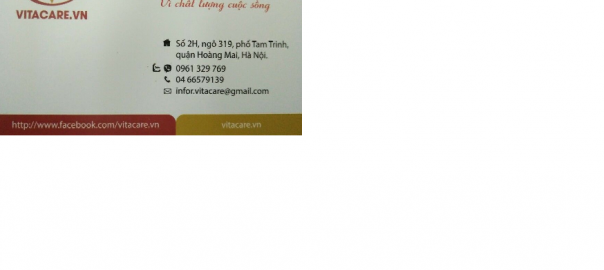 Vì chất lượng cuộc sống
VITACARE.VN
Số 2H, ngõ 319, phố Tam Trinh,
quận Hoàng Mai, Hà Nội.
0961 329 769
04 66579139
infor.vitacare@gmail.com
http://www.facebook.com/vitacare.vn
vitacare.vn